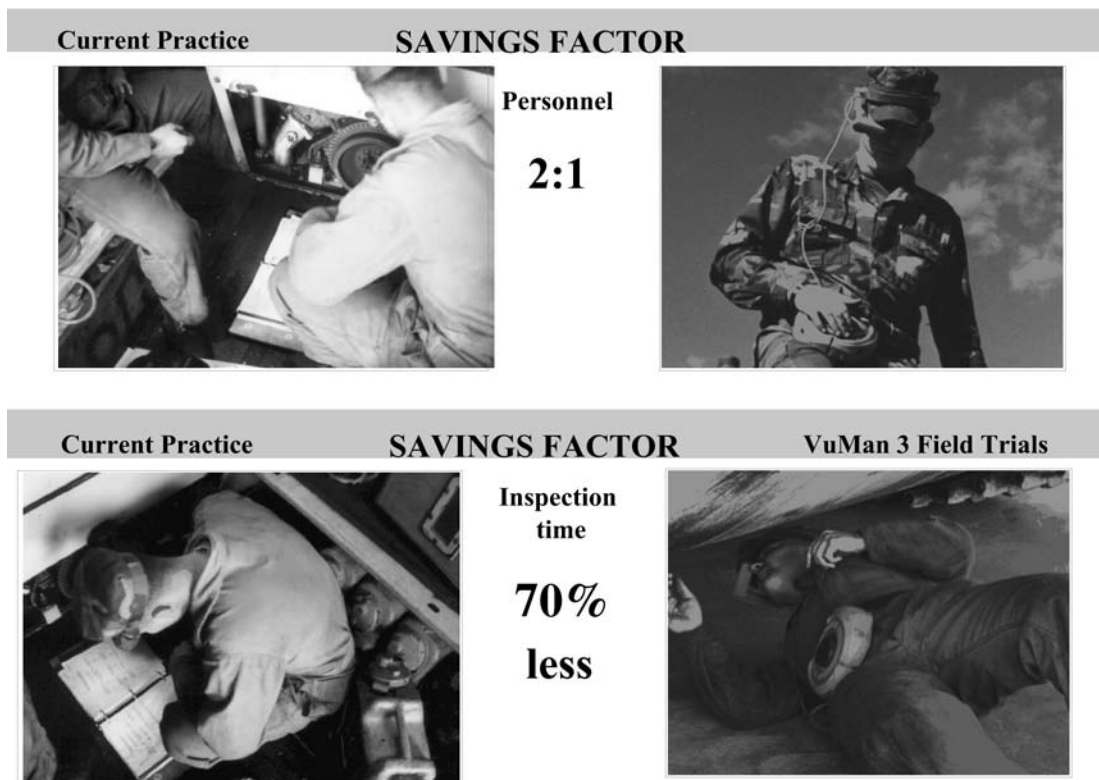 Current Practice
SAVINGS FACTOR
Personnel
2:1
Current Practice
SAVINGS FACTOR
VuMan 3 Field Trials
Inspection
time
70%
less